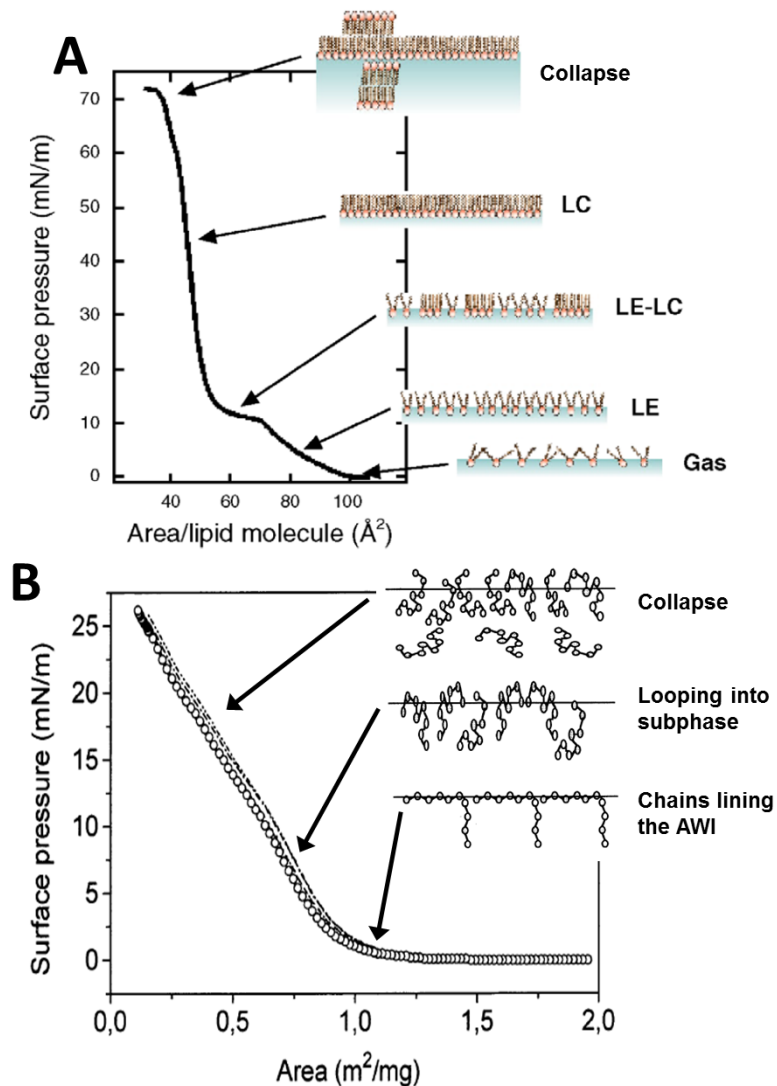 A
Collapse
LC
LE-LC
LE
Gas
Surface pressure (mN/m)
70
60
50
40
30
20
10
0
40
60
80
100
Area/lipid molecule (Å²)
B
Collapse
Looping into
subphase
Chains lining
the AWI
Surface pressure (mN/m)
25
20
15
10
5
0
0,0
0,5
1,0
1,5
2,0
Area (m²/mg)